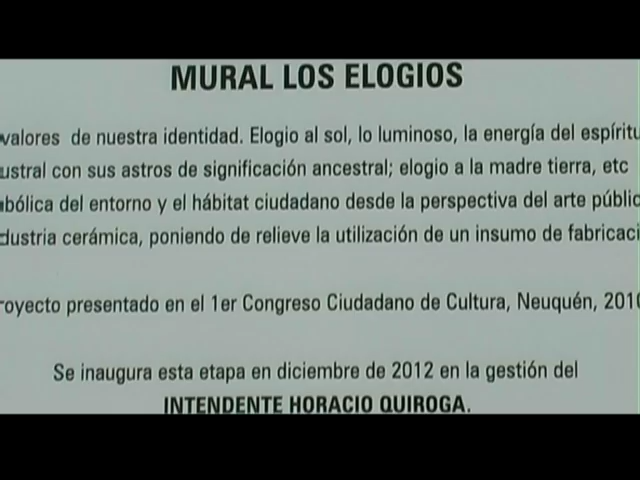 MURAL LOS ELOGIOS
valores de nuestra identidad. Elogio al sol, lo luminoso, la energía del espíritu
ustral con sus astros de significación ancestral; elogio a la madre tierra, etc
bólica del entorno y el hábitat ciudadano desde la perspectiva del arte públic
dustria cerámica, poniendo de relieve la utilización de un insumo de fabricaci
royecto presentado en el 1er Congreso Ciudadano de Cultura, Neuquén, 2010
Se inaugura esta etapa en diciembre de 2012 en la gestión del
INTENDENTE HORACIO QUIROGA.